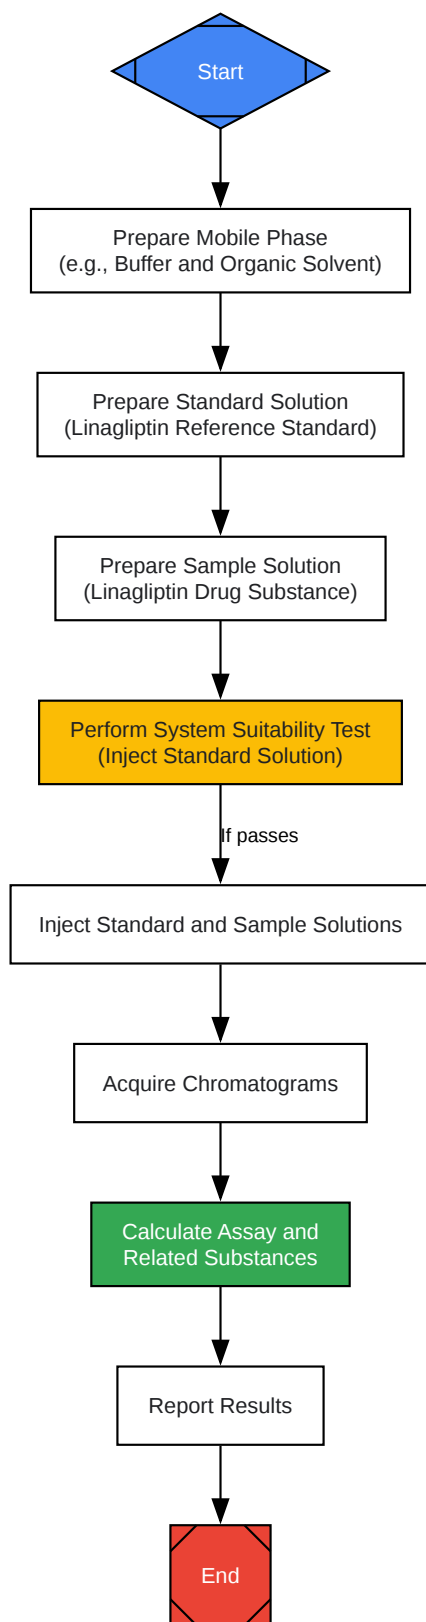 Start
Prepare Mobile Phase
(e.g., Buffer and Organic Solvent)
Prepare Standard Solution
(Linagliptin Reference Standard)
Prepare Sample Solution
(Linagliptin Drug Substance)
Perform System Suitability Test
(Inject Standard Solution)
If passes
Inject Standard and Sample Solutions
Acquire Chromatograms
Calculate Assay and
Related Substances
Report Results
End